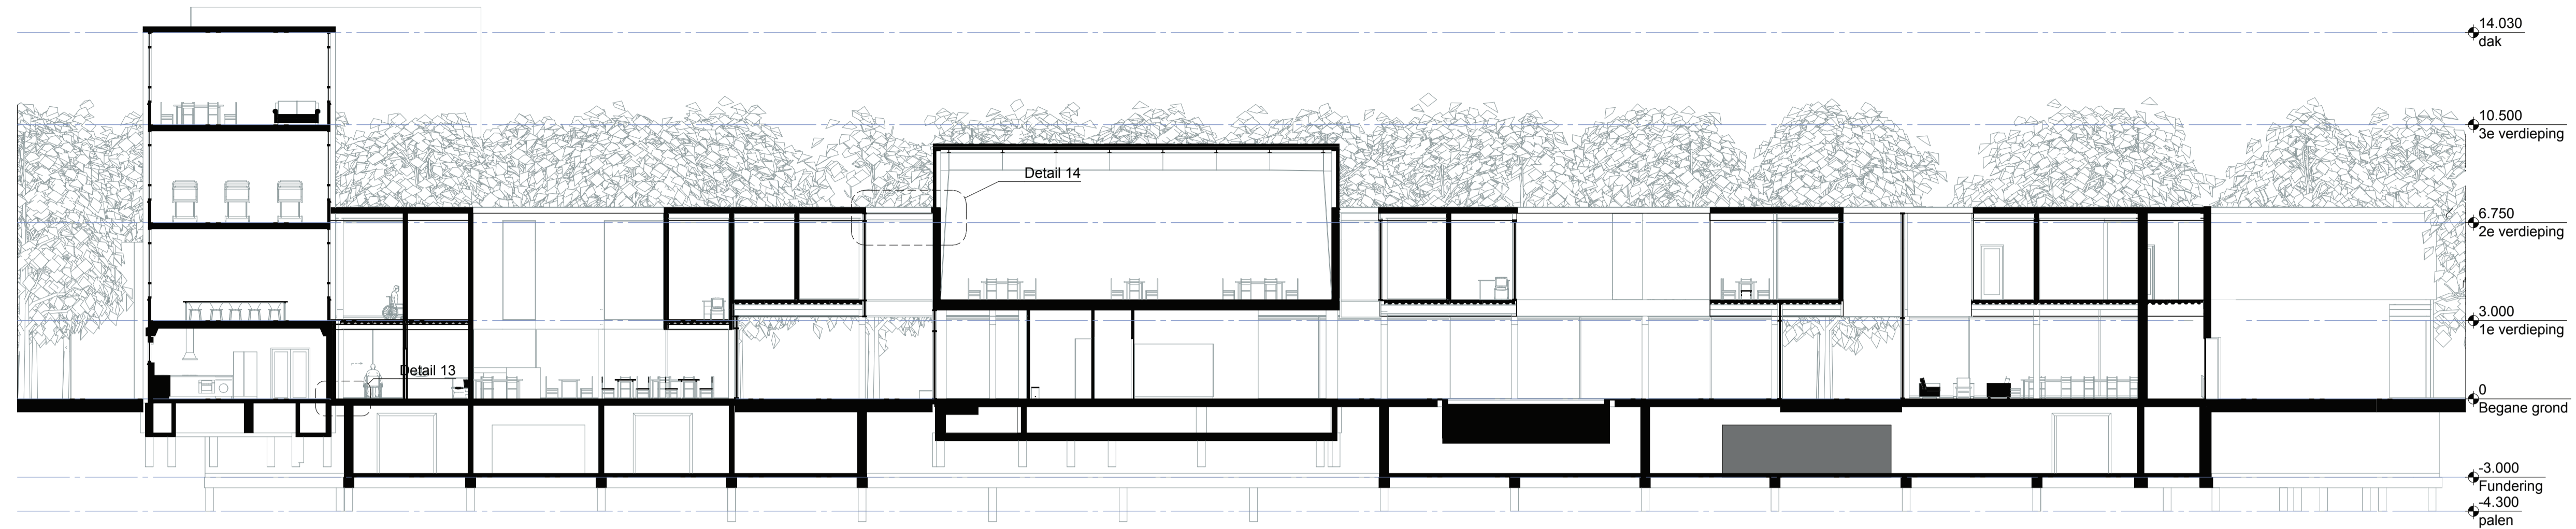 14.030
dak
10.500
3e verdieping
Detail 14
6.750
2e verdieping
3.000
1e verdieping
Detail 13
0
Begane grond
-3.000
Fundering
-4.300
palen